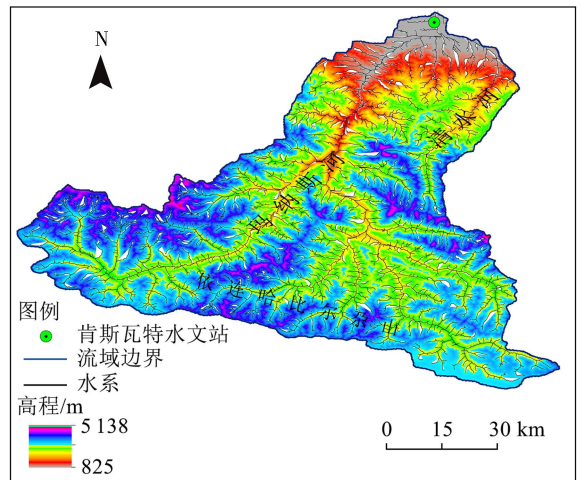 N
清水河
玛纳斯河
依连哈比尔尕山
图例
肯斯瓦特水文站
流域边界
水系
高程/m
5 138
825
0 15 30 km